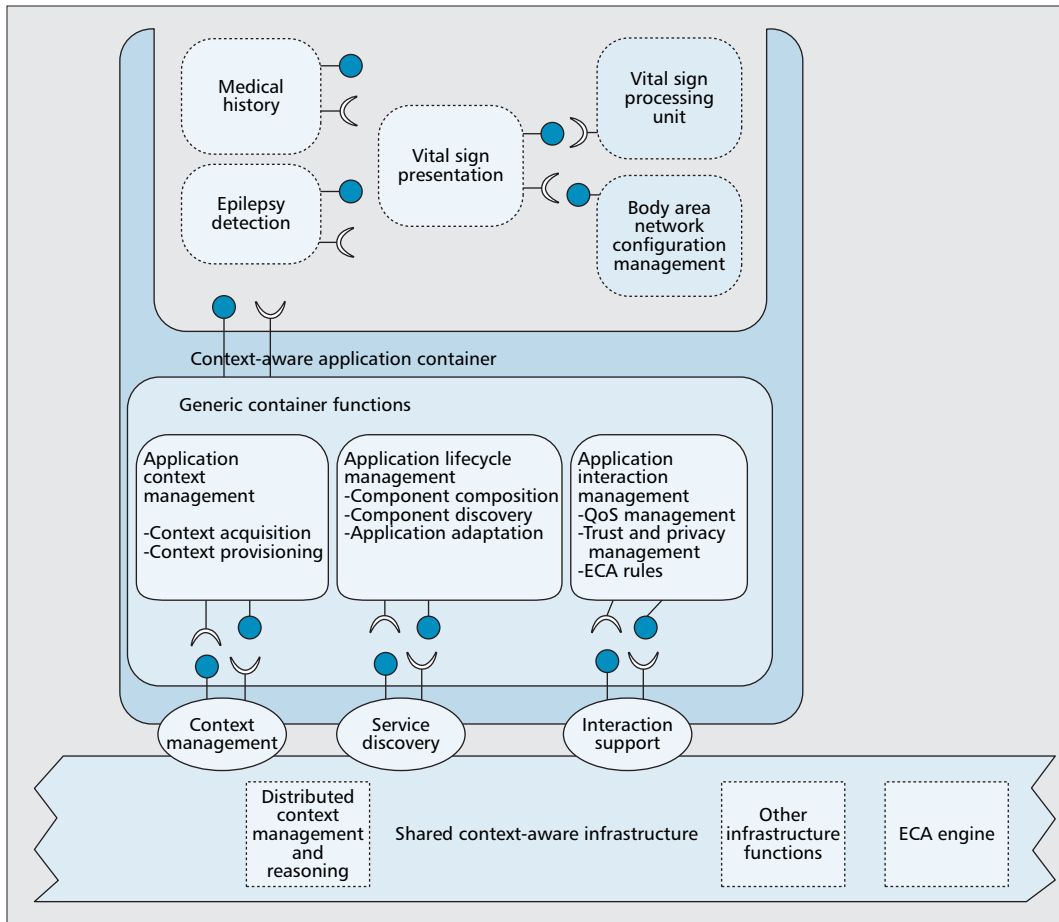 Medical
history
Vital sign
processing
unit
Vital sign
presentation
Epilepsy
detection
Body area
network
configuration
management
Context-aware application container
Generic container functions
Application
context
management
-Context acquisition
-Context provisioning
Application lifecycle
management
-Component composition
-Component discovery
-Application adaptation
Application
interaction
management
-QoS management
-Trust and privacy
management
-ECA rules
Context
management
Service
discovery
Interaction
support
Distributed
context
management
and
reasoning
Shared context-aware infrastructure
Other
infrastructure
functions
ECA engine